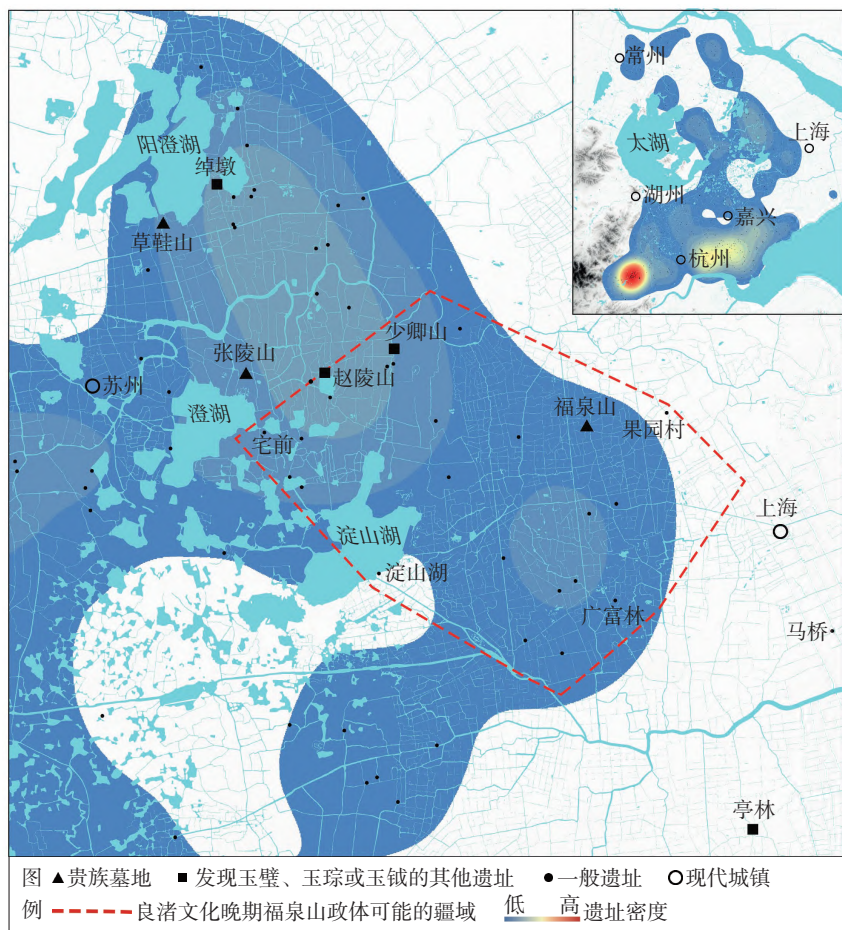 常州
太湖
上海
湖州
嘉兴
杭州
阳澄湖
绰墩
草鞋山
少卿山
张陵山
赵陵山
苏州
澄湖
福泉山
果园村
宅前
上海
淀山湖
淀山湖
广富林
马桥
亭林
图例
贵族墓地 发现玉璧、玉琮或玉钺的其他遗址 一般遗址 现代城镇
良渚文化晚期福泉山政体可能的疆域 低 高 遗址密度